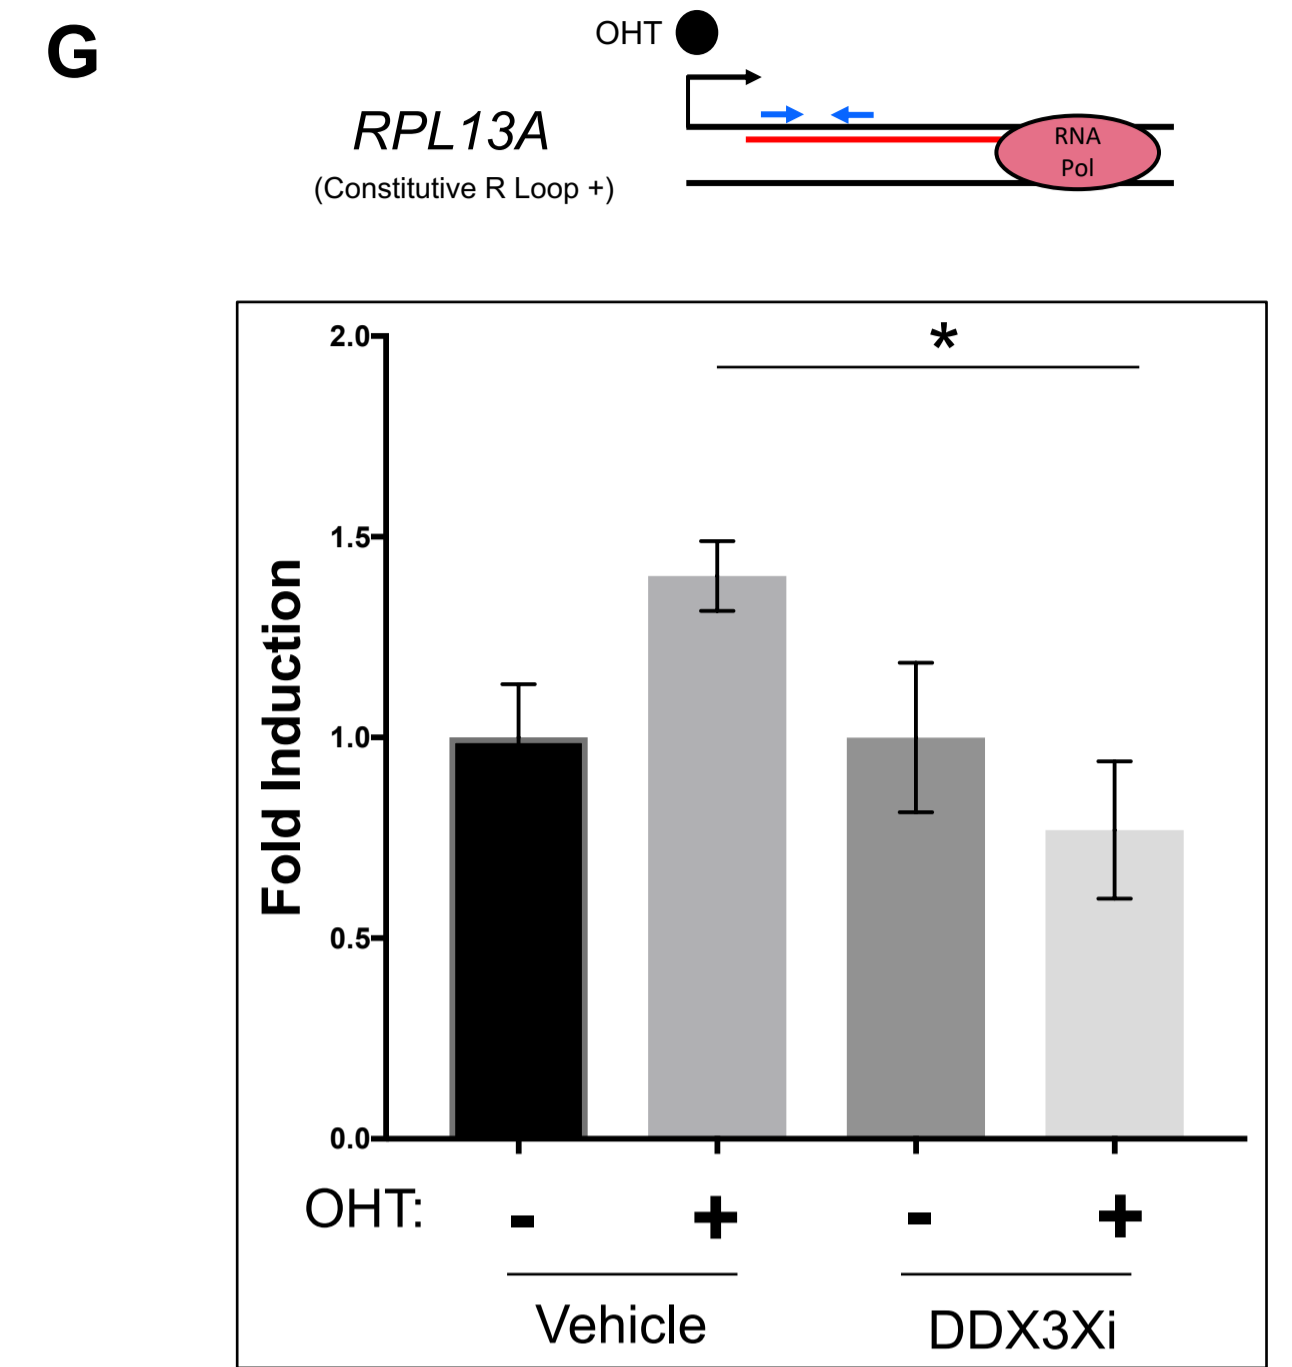 G
OHT
RPL13A
(Constitutive R Loop +)
RNA
Pol
*
2.0
1.5
1.0
0.5
0.0
Fold Induction
OHT: - + - +
Vehicle DDX3Xi